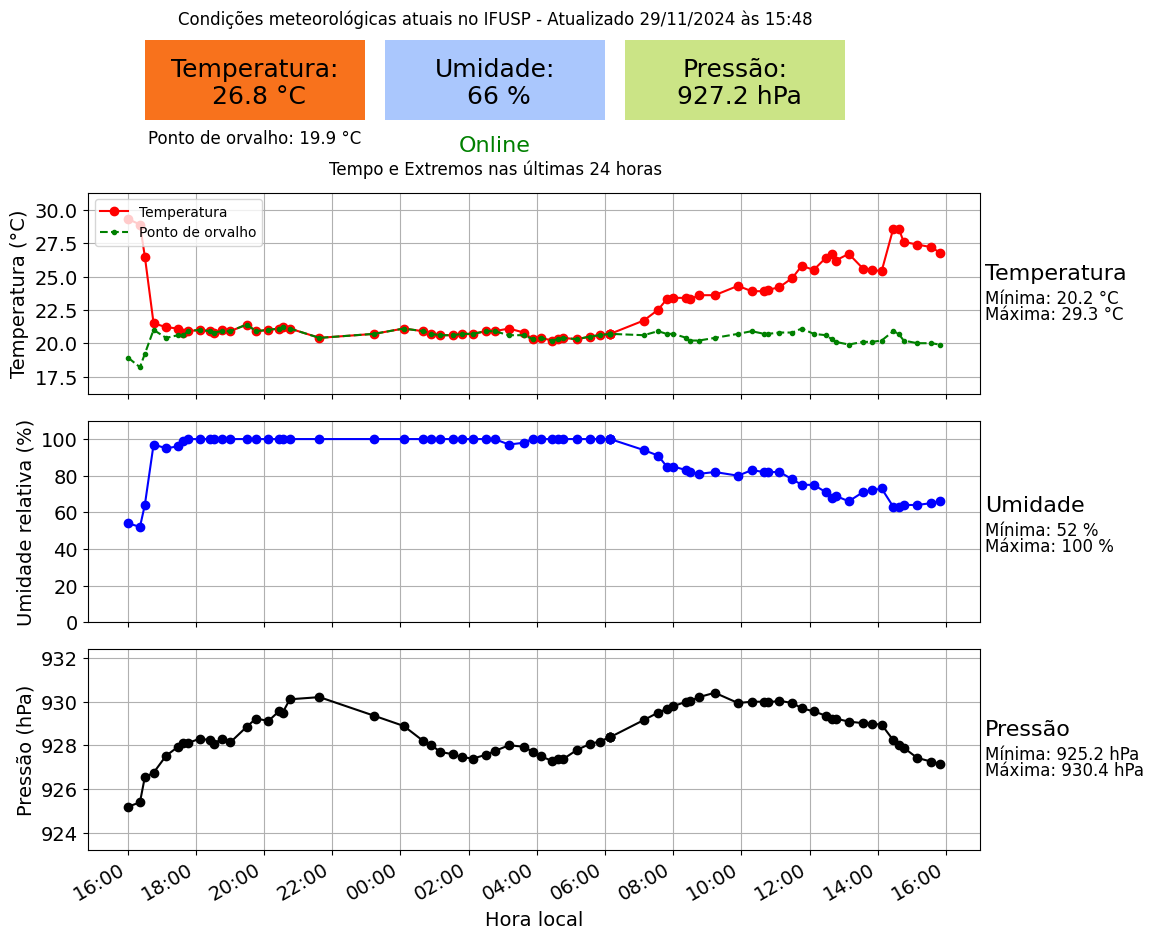 Condições meteorológicas atuais no IFUSP - Atualizado 29/11/2024 às 15:48
Temperatura:
26.8 °C
Umidade:
66 %
Pressão:
927.2 hPa
Ponto de orvalho: 19.9 °C
Online
Tempo e Extremos nas últimas 24 horas
Temperatura (°C)
30.0
27.5
25.0
22.5
20.0
17.5
Temperatura
Ponto de orvalho
Temperatura
Mínima: 20.2 °C
Máxima: 29.3 °C
Umidade relativa (%)
100
80
60
40
20
0
Umidade
Mínima: 52 %
Máxima: 100 %
Pressão (hPa)
932
930
928
926
924
Pressão
Mínima: 925.2 hPa
Máxima: 930.4 hPa
16:00 18:00 20:00 22:00 00:00 02:00 04:00 06:00 08:00 10:00 12:00 14:00 16:00
Hora local